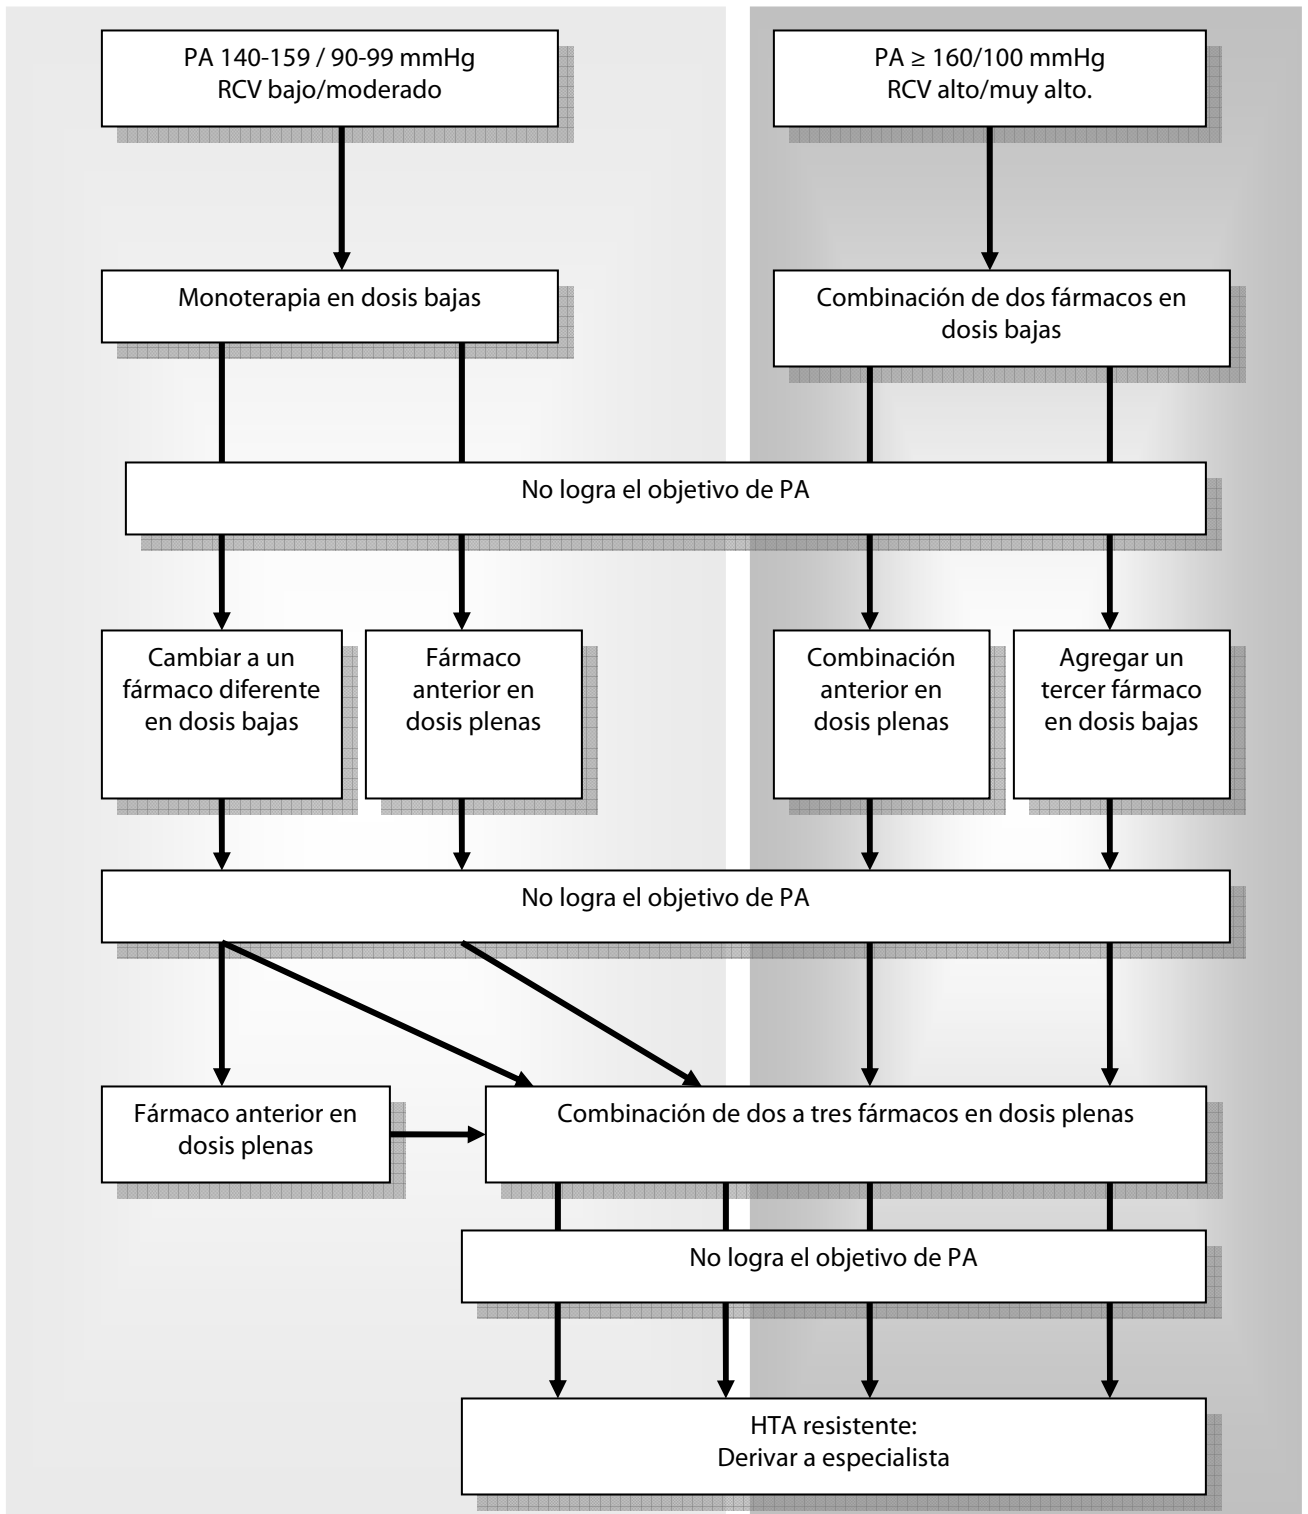 PA 140-159 / 90-99 mmHg
RCV bajo/moderado
PA ≥ 160/100 mmHg
RCV alto/muy alto.
Monoterapia en dosis bajas
Combinación de dos fármacos en
dosis bajas
No logra el objetivo de PA
Cambiar a un
fármaco diferente
en dosis bajas
Fármaco
anterior en
dosis plenas
Combinación
anterior en
dosis plenas
Agregar un
tercer fármaco
en dosis bajas
No logra el objetivo de PA
Fármaco anterior en
dosis plenas
Combinación de dos a tres fármacos en dosis plenas
No logra el objetivo de PA
HTA resistente:
Derivar a especialista